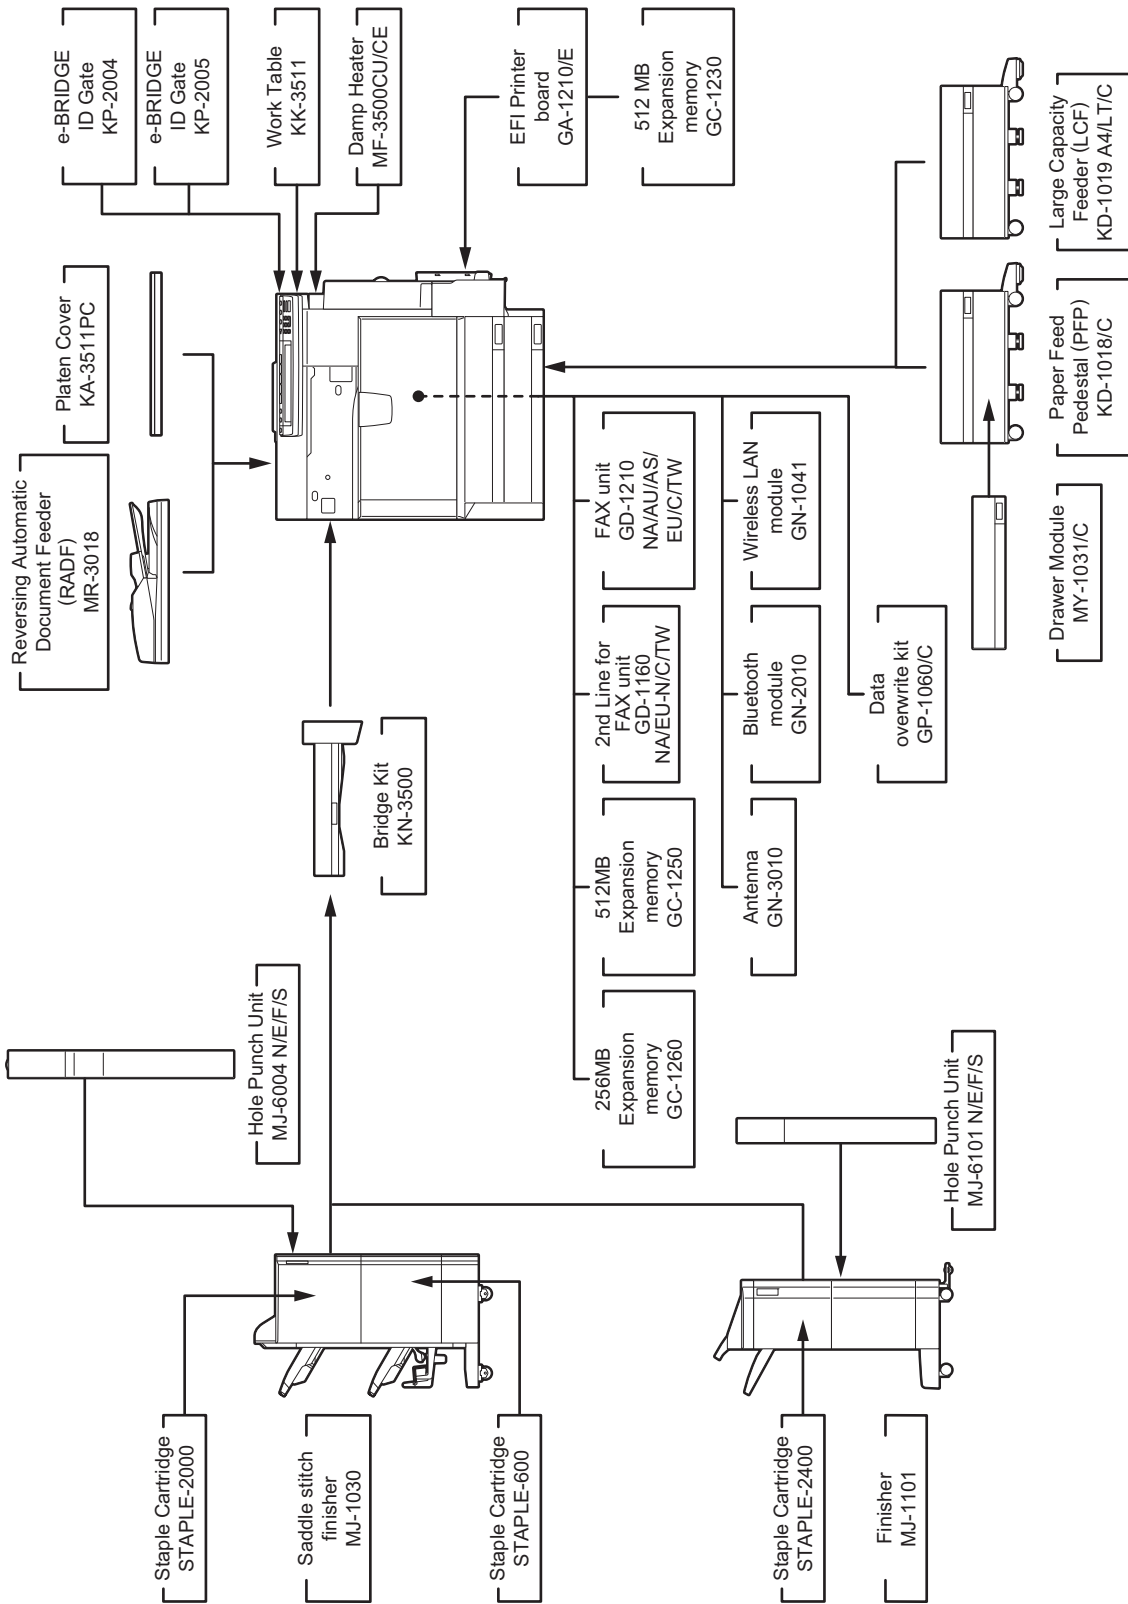 Reversing Automatic
Document Feeder
(RADF)
MR-3018
Platen Cover
KA-3511PC
e-BRIDGE
ID Gate
KP-2004
e-BRIDGE
ID Gate
KP-2005
Work Table
KK-3511
Damp Heater
MF-3500CU/CE
EFI Printer
board
GA-1210/E
512 MB
Expansion
memory
GC-1230
Hole Punch Unit
MJ-6004 N/E/F/S
Bridge Kit
KN-3500
Staple Cartridge
STAPLE-2000
Saddle stitch
finisher
MJ-1030
Staple Cartridge
STAPLE-600
256MB
Expansion
memory
GC-1260
512MB
Expansion
memory
GC-1250
2nd Line for
FAX unit
GD-1160
NA/EU-N/C/TW
FAX unit
GD-1210
NA/AU/AS/
EU/C/TW
Antenna
GN-3010
Bluetooth
module
GN-2010
Wireless LAN
module
GN-1041
Data
overwrite kit
GP-1060/C
Staple Cartridge
STAPLE-2400
Finisher
MJ-1101
Hole Punch Unit
MJ-6101 N/E/F/S
Drawer Module
MY-1031/C
Paper Feed
Pedestal (PFP)
KD-1018/C
Large Capacity
Feeder (LCF)
KD-1019 A4/LT/C